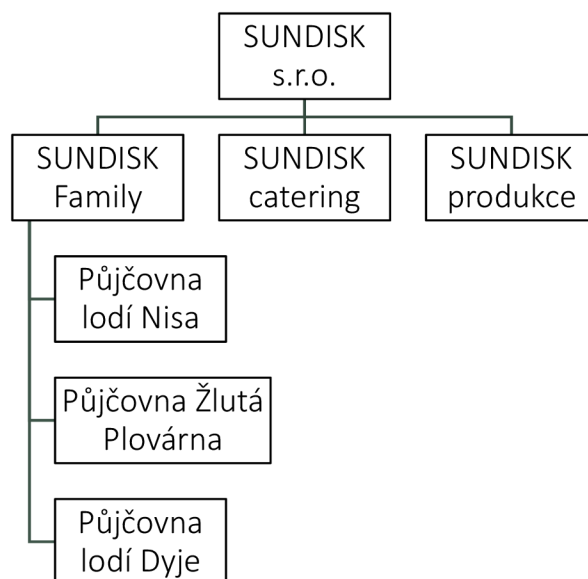 SUNDISK
s.r.o.
SUNDISK
Family
SUNDISK
catering
SUNDISK
produkce
Půjčovna
lodí Nisa
Půjčovna Žlutá
Plovárna
Půjčovna
lodí Dyje